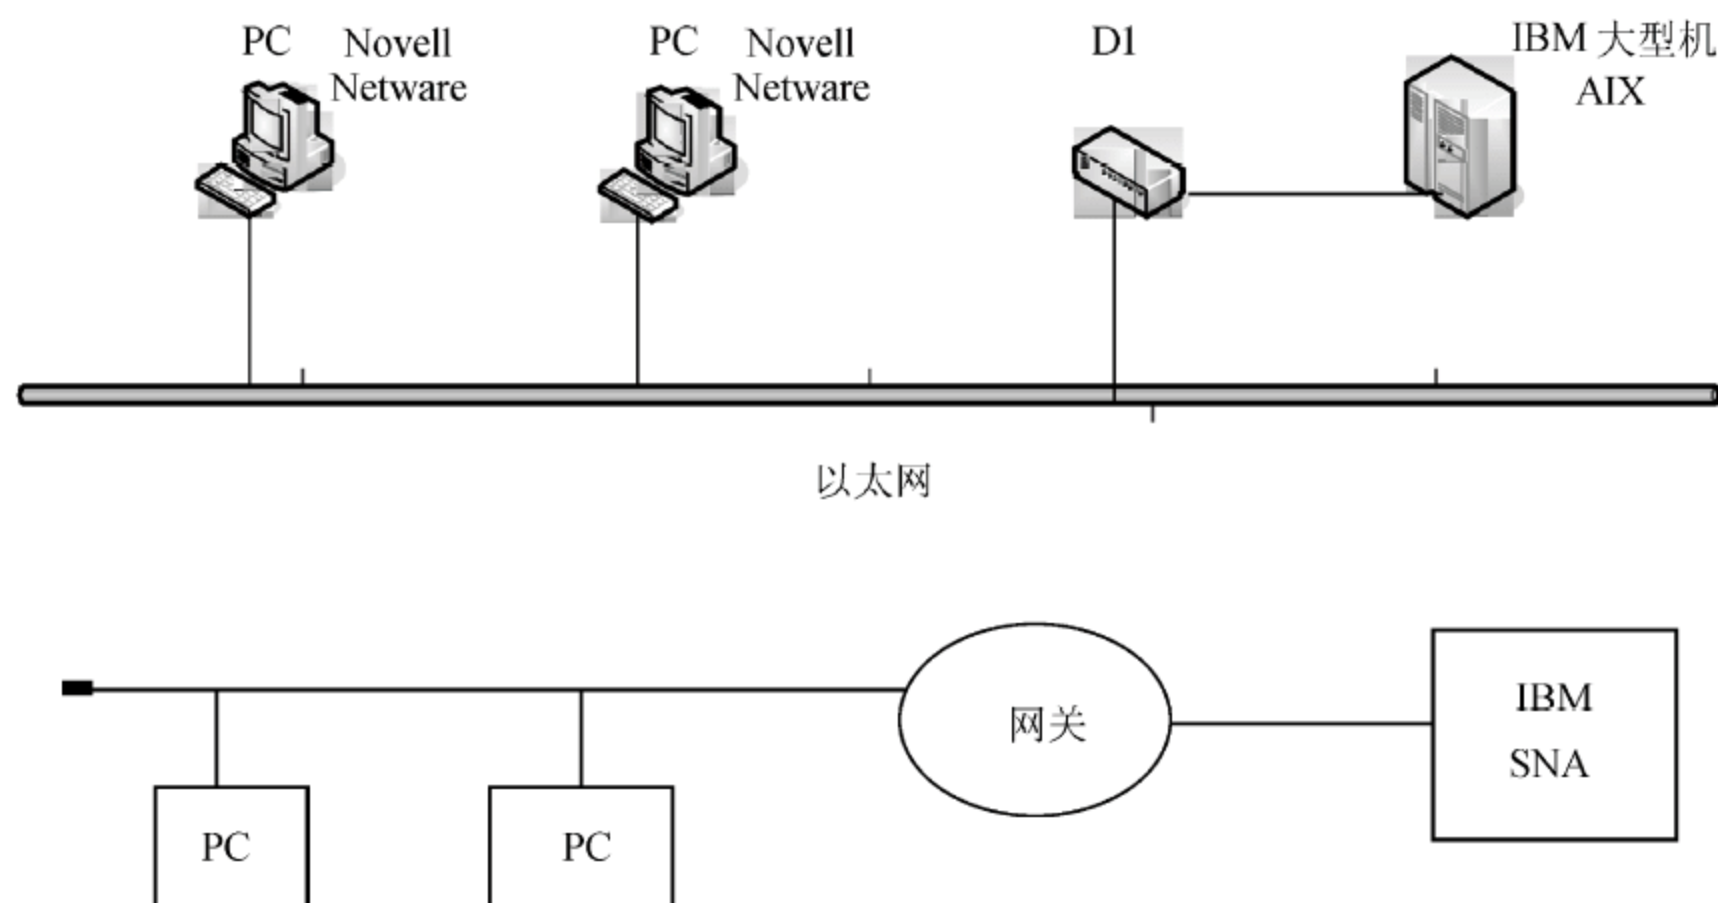 PC
Novell
Netware
PC
Novell
Netware
D1
IBM 大型机
AIX
以太网
网关
IBM
SNA
PC
PC